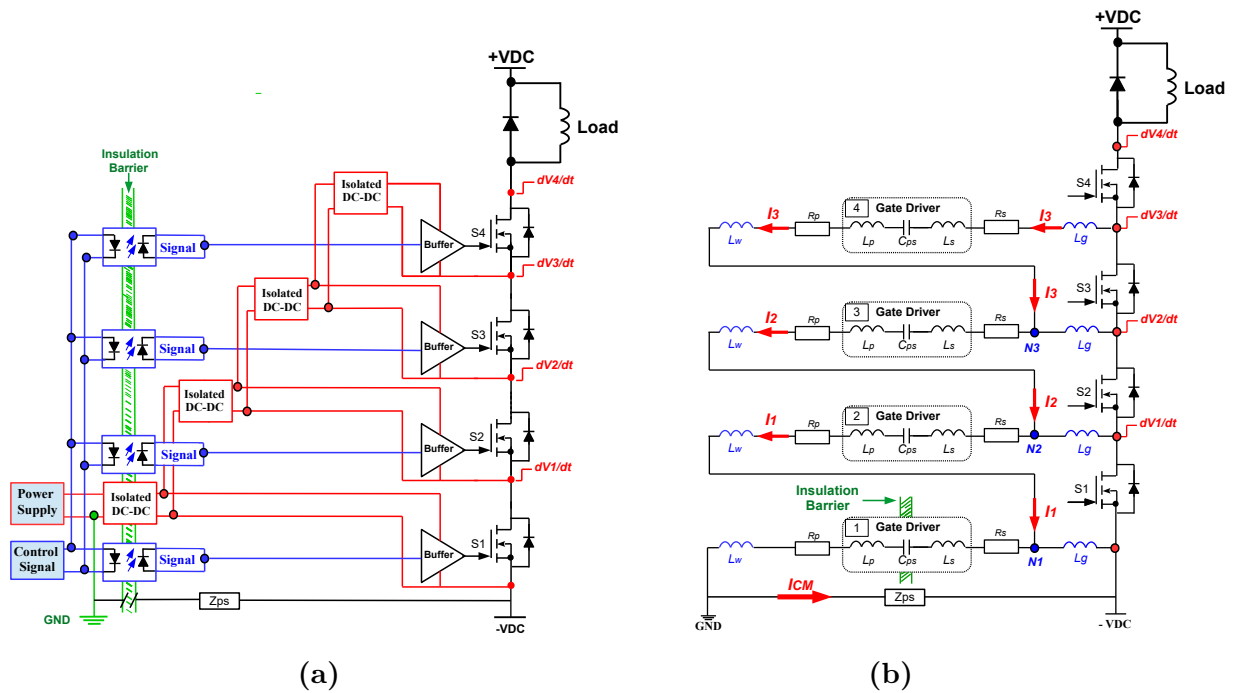 +VDC
Load
dV4/dt
Insulation
Barrier
Isolated
DC-DC
Signal
Buffer
S4
dV3/dt
Isolated
DC-DC
Signal
Buffer
S3
dV2/dt
Isolated
DC-DC
Signal
Buffer
S2
dV1/dt
Power
Supply
Isolated
DC-DC
Control
Signal
Signal
Buffer
S1
Zps
GND
-VDC
(a)
+VDC
Load
dV4/dt
S4
4 Gate Driver
I3 Rp Rs I3 dV3/dt
Lw Lp Cps Ls Lg
S3
I3
3 Gate Driver
I2 Rp Rs dV2/dt
Lw Lp Cps Ls N3 Lg
S2
I2
2 Gate Driver
I1 Rp Rs dV1/dt
Lw Lp Cps Ls N2 Lg
Insulation
Barrier
S1
I1
1 Gate Driver
Rp Rs
Lw Lp Cps Ls N1 Lg
ICM
Zps
GND
- VDC
(b)